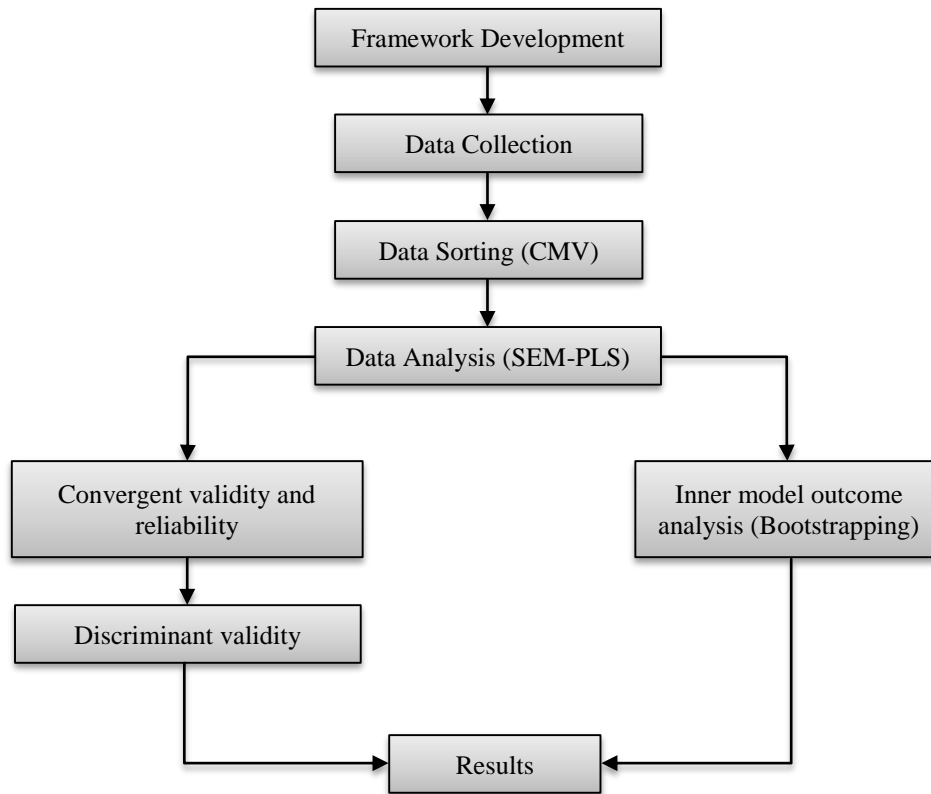 Framework Development
Data Collection
Data Sorting (CMV)
Data Analysis (SEM-PLS)
Convergent validity and
reliability
Inner model outcome
analysis (Bootstrapping)
Discriminant validity
Results